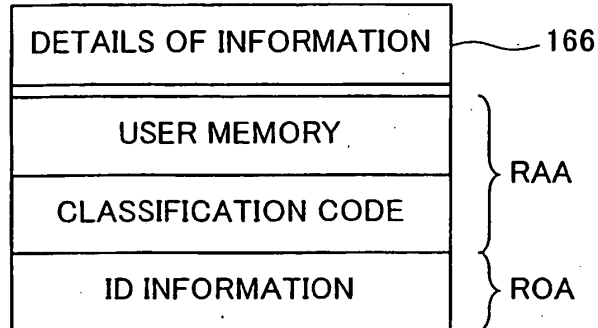 DETAILS OF INFORMATION 166
USER MEMORY
RAA
CLASSIFICATION CODE
ID INFORMATION ROA